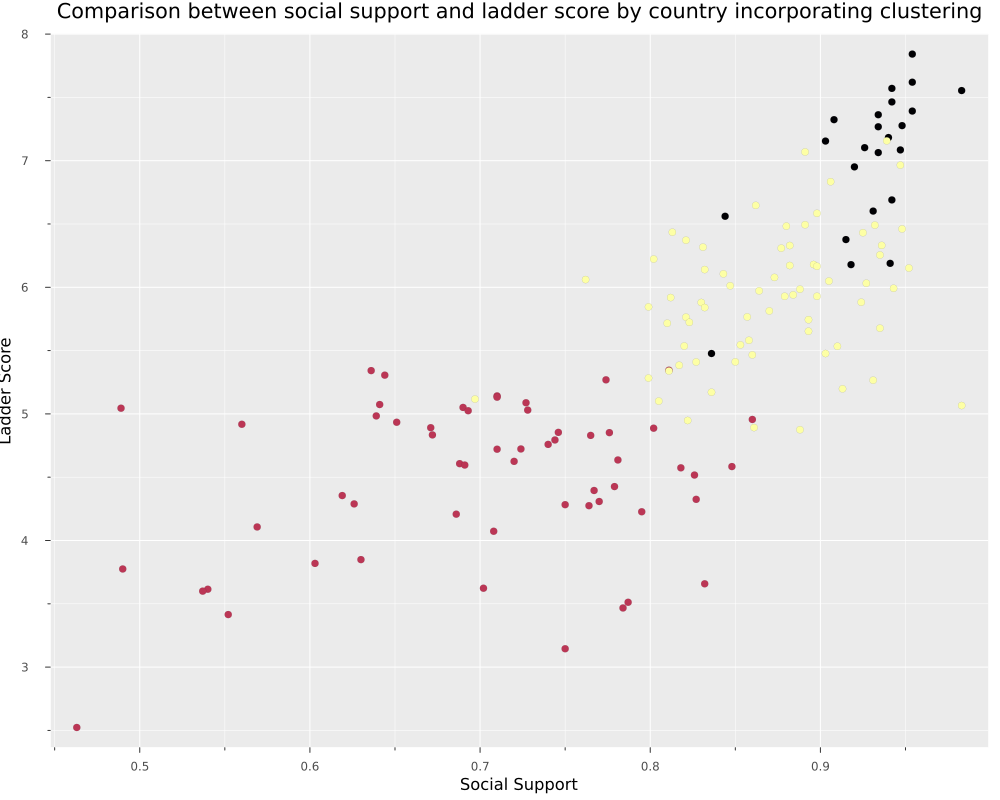 Comparison between social support and ladder score by country incorporating clustering
8
7
6
5
4
3
Ladder Score
0.5 0.6 0.7 0.8 0.9
Social Support